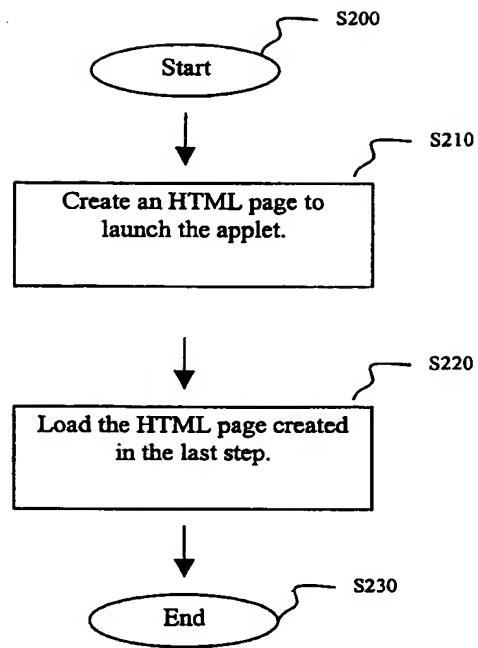 S200
Start
S210
Create an HTML page to
launch the applet.
S220
Load the HTML page created
in the last step.
S230
End